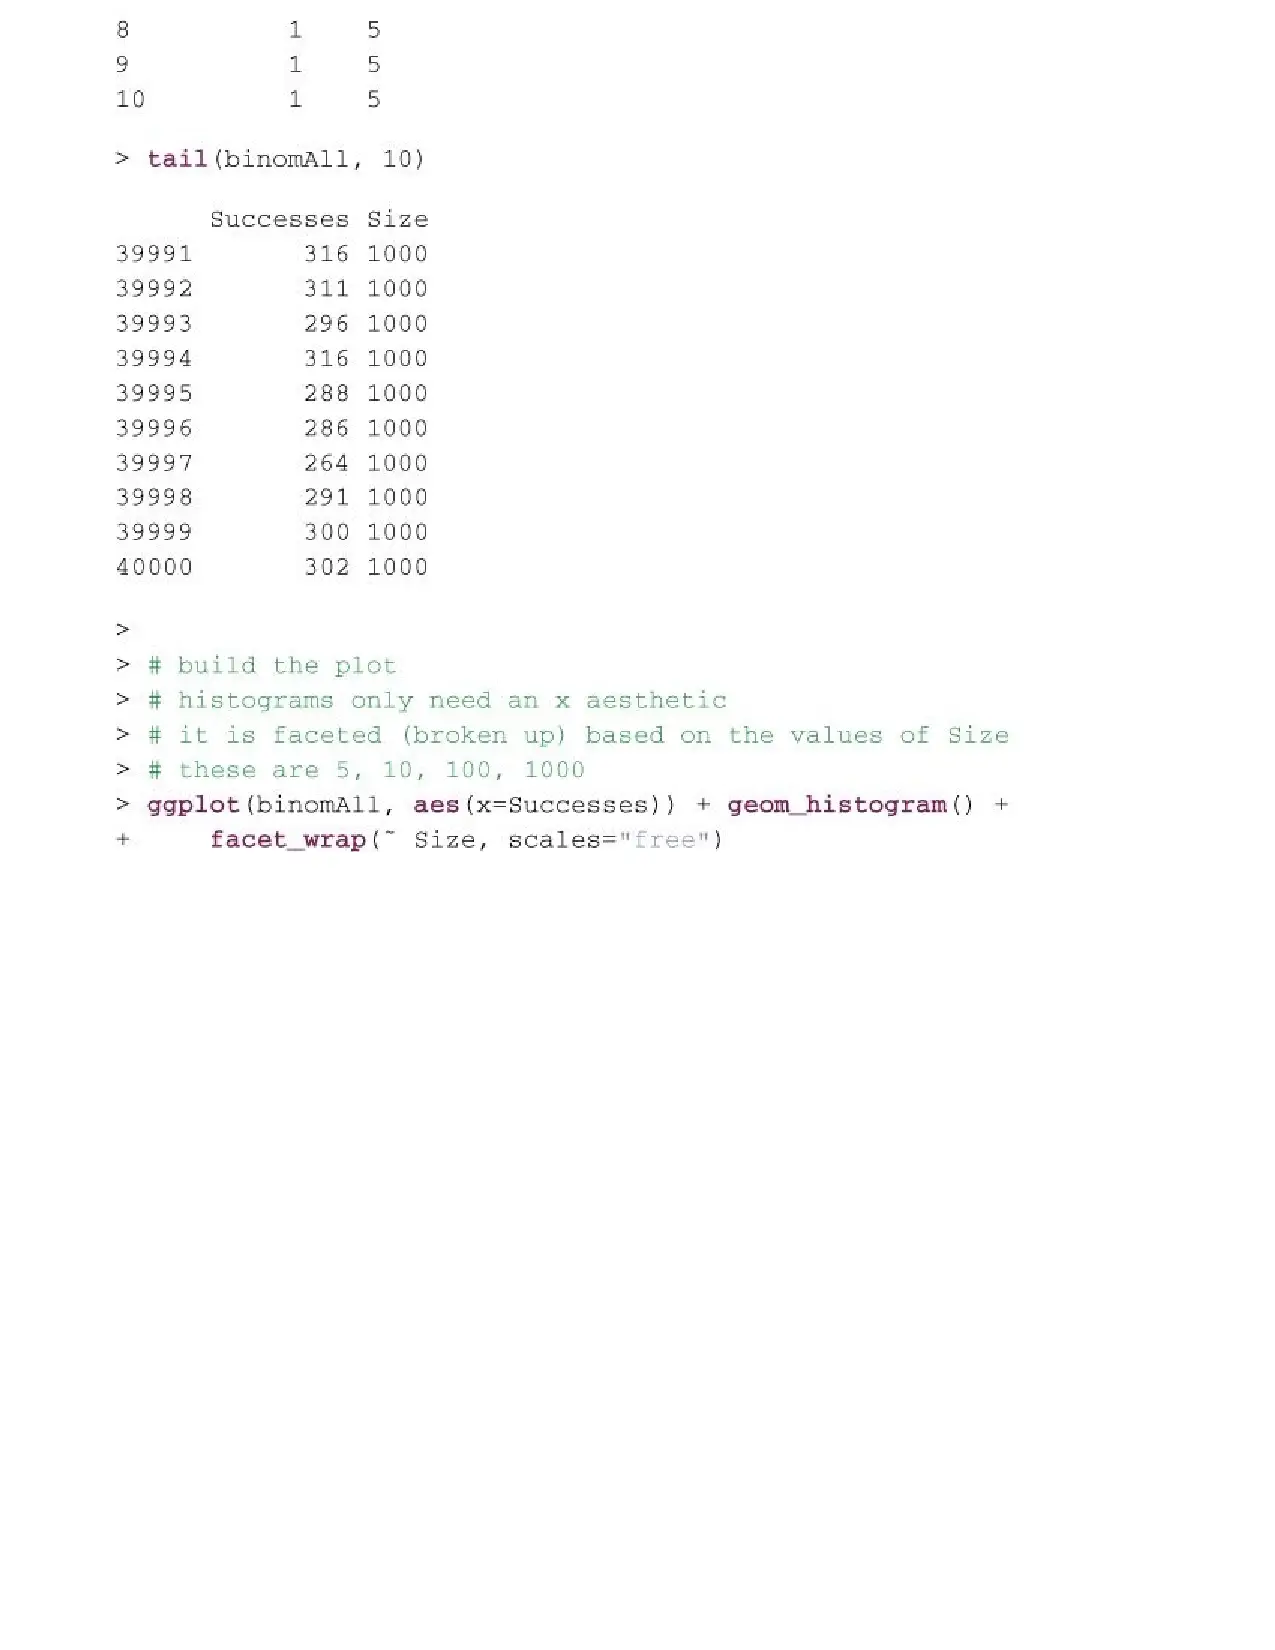 8 1 5
9 1 5
10 1 5
> tail(binomAll, 10)
Successes Size
39991 316 1000
39992 311 1000
39993 296 1000
39994 316 1000
39995 288 1000
39996 286 1000
39997 264 1000
39998 291 1000
39999 300 1000
40000 302 1000
>
> # build the plot
> # histograms only need an x aesthetic
> # it is faceted (broken up) based on the values of Size
> # these are 5, 10, 100, 1000
> ggplot(binomAll, aes(x=Successes)) + geom_histogram() +
+ facet_wrap(~ Size, scales="free")